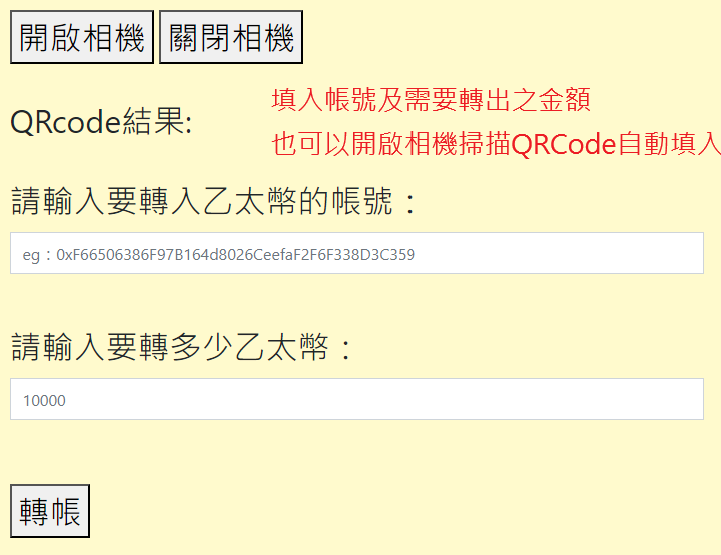 開啟相機 關閉相機
填入帳號及需要轉出之金額
QRcode結果:
也可以開啟相機掃描QRCode自動填入
請輸入要轉入乙太幣的帳號：
eg：0xF66506386F97B164d8026CeefaF2F6F338D3C359
請輸入要轉多少乙太幣：
10000
轉帳